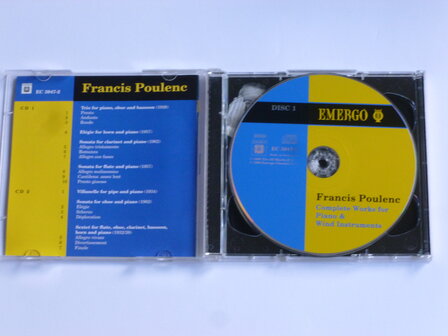 EC 3947-2
Francis Poulenc
CD 1
Trio for piano, oboe and bassoon (1926)
Presto
Andante
Rondo
Elégie for horn and piano (1957)
Sonata for clarinet and piano (1962)
Allegro tristamente
Romanza
Allegro con fuoco
Sonata for flute and piano (1957)
Allegro malinconico
Cantilena: assez lent
Presto giocoso
CD 2
Villanelle for pipe and piano (1934)
Sonata for oboe and piano (1962)
Elegie
Scherzo
Déploration
Sextet for flute, oboe, clarinet, bassoon,
horn and piano (1932/39)
Allegro vivace
Divertissement
Finale
DISC 1
EMERGO
EC 3947
Francis Poulenc
Complete Works for
Piano &
Wind Instruments